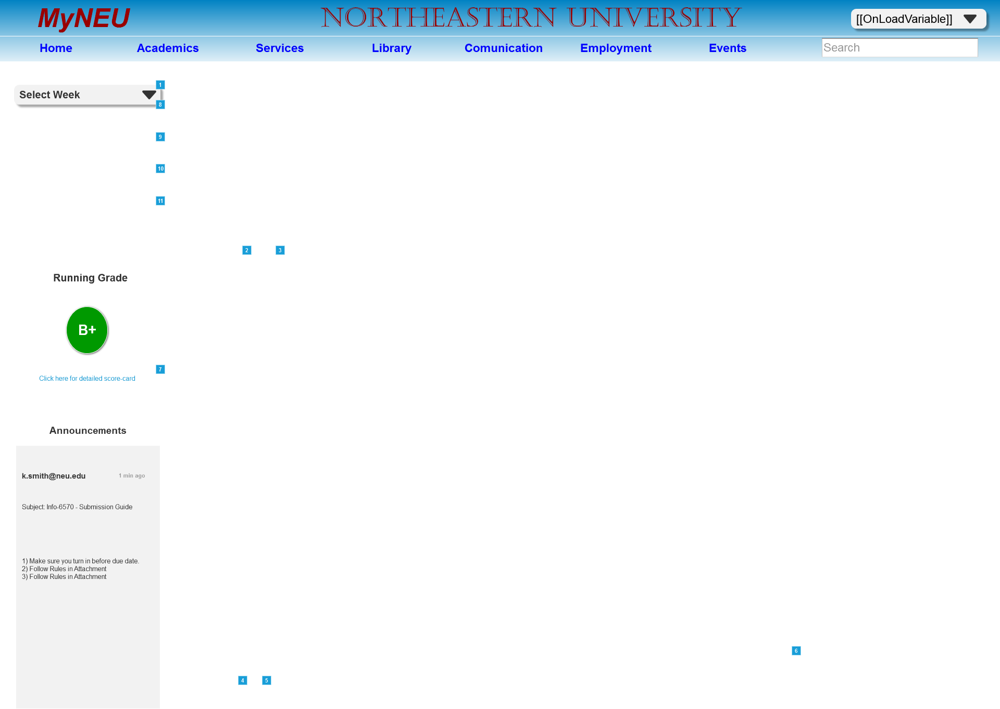 MyNEU
NORTHEASTERN UNIVERSITY
[[OnLoadVariable]]
Home
Academics
Services
Library
Comunication
Employment
Events
Search
1
Select Week
8
9
10
11
2
3
Running Grade
B+
7
Click here for detailed score-card
Announcements
k.smith@neu.edu
1 min ago
Subject: Info-6570 - Submission Guide
1) Make sure you turn in before due date.
2) Follow Rules in Attachment
3) Follow Rules in Attachment
6
4
5